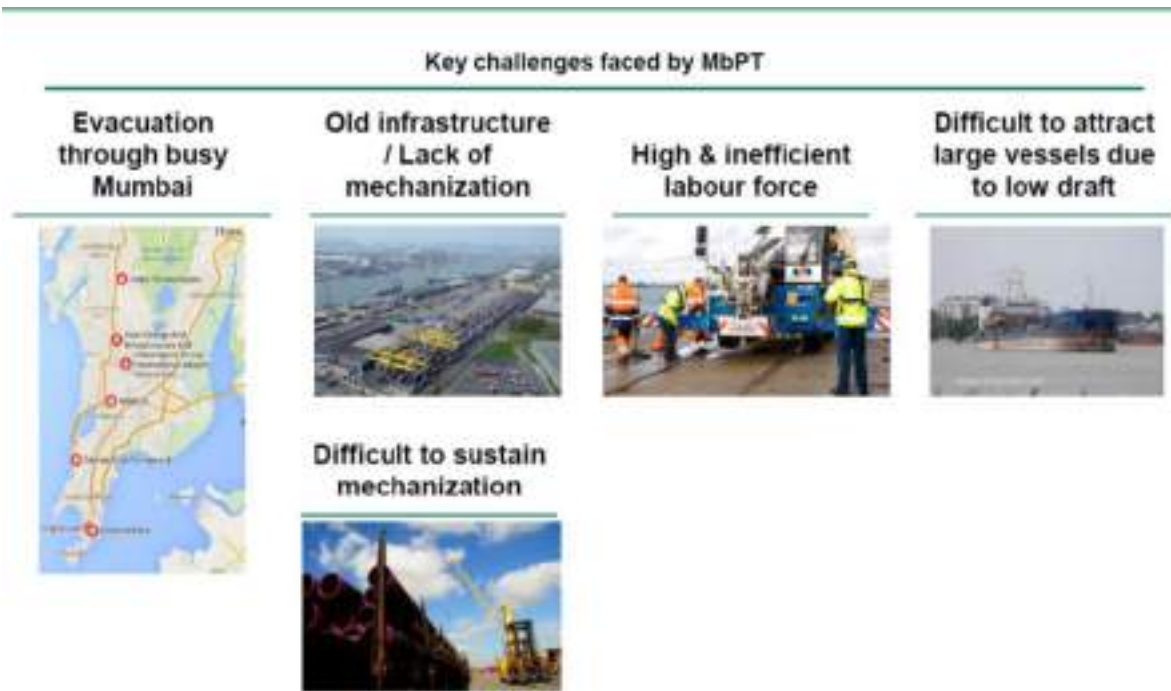 Key challenges faced by MbPT
Evacuation
through busy
Mumbai
Old infrastructure
/ Lack of
mechanization
High & inefficient
labour force
Difficult to attract
large vessels due
to low draft
Difficult to sustain
mechanization